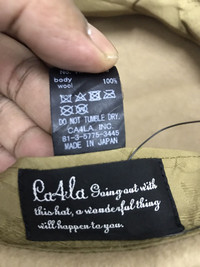 body 100%
wool
DO NOT TUMBLE DRY.
CA4LA, INC
81-3-5775-3445
MADE IN JAPAN
Ca4la Going out with
this hat, a wonderful thing
will happen to you.